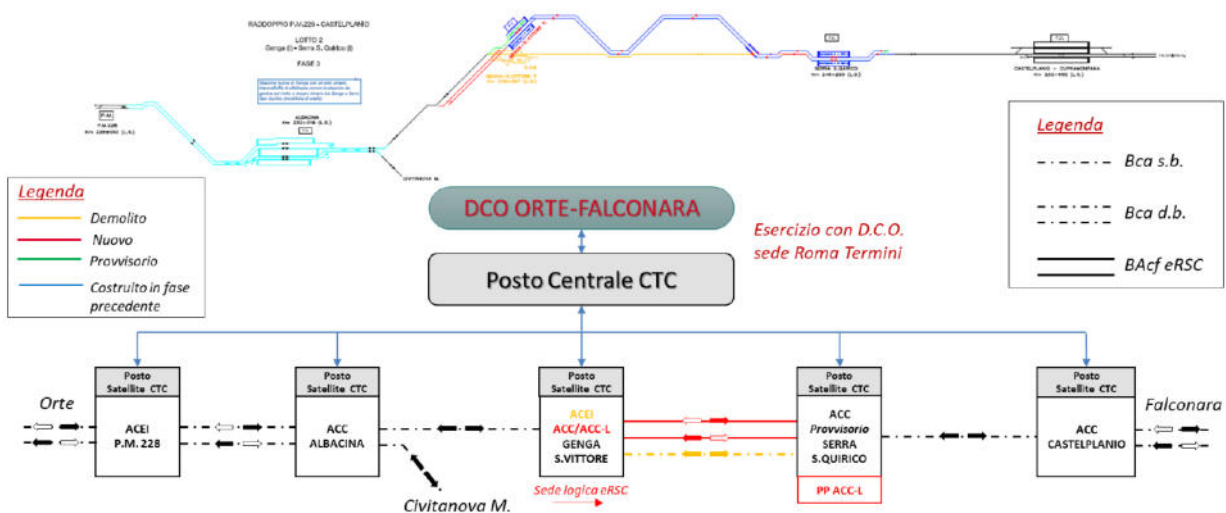 RADDOPPIO P.M.228 - CASTELPLANIO
LOTTO 2
Genga (i) - Serra S. Quirico (i)
FASE 3
ALBACINA
P.M.
P.M.228
CIVITANOVA M.
SERRA S.QUIRICO
CASTELPLANIO - CUPRAMONTANA
Legenda
Demolito
Nuovo
Provvisorio
Costruito in fase
precedente
DCO ORTE-FALCONARA
Posto Centrale CTC
Esercizio con D.C.O.
sede Roma Termini
Legenda
Bca s.b.
Bca d.b.
BAcf eRSC
Orte
Posto
Satellite CTC
ACEI
P.M. 228
Posto
Satellite CTC
ACC
ALBACINA
Civitanova M.
Posto
Satellite CTC
ACEI
ACC/ACC-L
GENGA
S.VITTORE
Sede logica eRSC
Posto
Satellite CTC
ACC
Provvisorio
SERRA
S.QUIRICO
PP ACC-L
Posto
Satellite CTC
ACC
CASTELPLANIO
Falconara